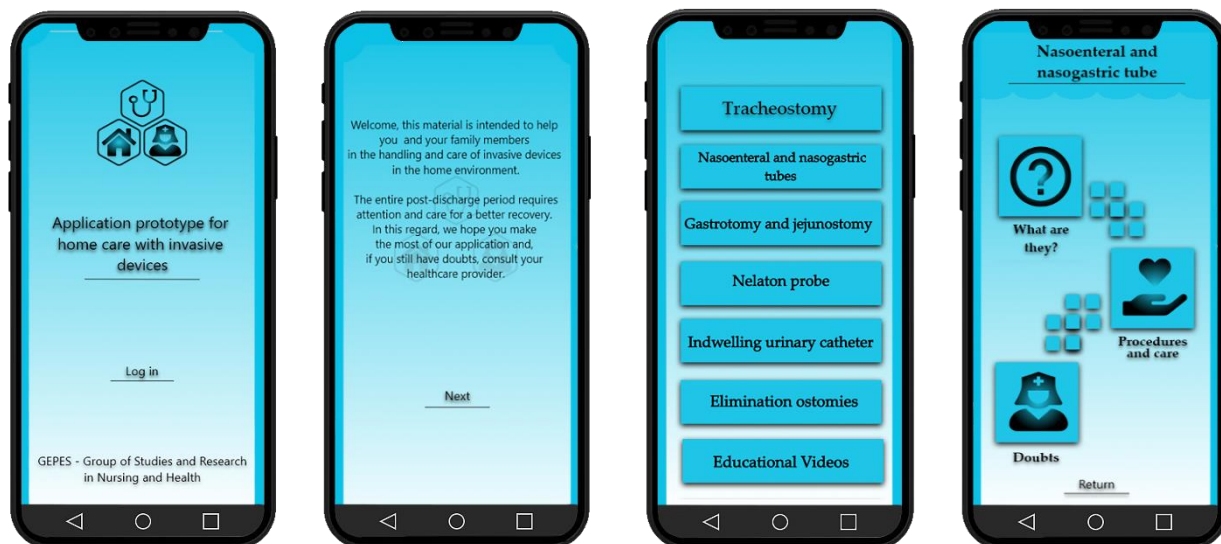 Application prototype for
home care with invasive
devices
Log in
GEPES - Group of Studies and Research
in Nursing and Health
Welcome, this material is intended to help
you and your family members
in the handling and care of invasive devices
in the home environment.
The entire post-discharge period requires
attention and care for a better recovery.
In this regard, we hope you make
the most of our application and,
if you still have doubts, consult your
healthcare provider.
Next
Tracheostomy
Nasoenteral and nasogastric
tubes
Gastrotomy and jejunostomy
Nelaton probe
Indwelling urinary catheter
Elimination ostomies
Educational Videos
Nasoenteral and
nasogastric tube
What are
they?
Procedures
and care
Doubts
Return